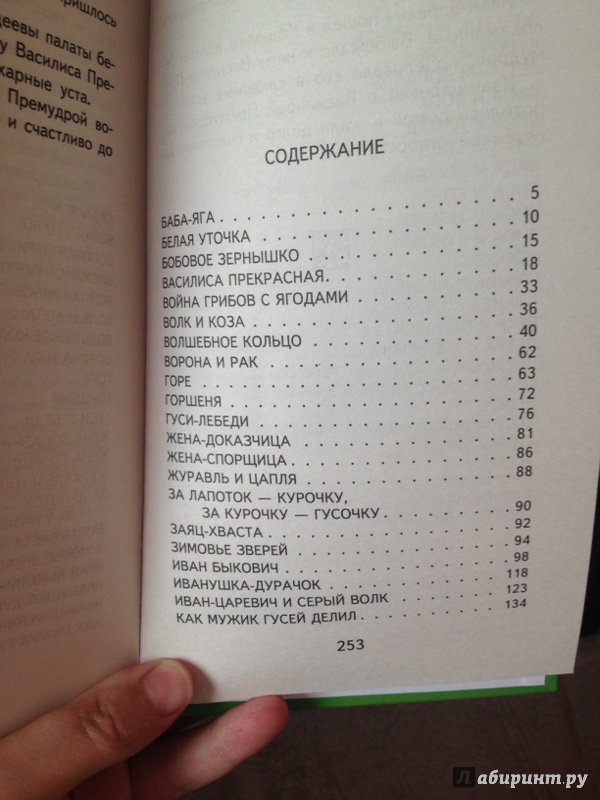 ришлось
деевы палаты бе-
у Василиса Пре-
харные уста.
Премудрой во-
и счастливо до
СОДЕРЖАНИЕ
БАБА-ЯГА . . . . . . . . . . . . . . . . . . 5
БЕЛАЯ УТОЧКА . . . . . . . . . . . . . . . . 10
БОБОВОЕ ЗЕРНЫШКО . . . . . . . . . . . . . 15
ВАСИЛИСА ПРЕКРАСНАЯ. . . . . . . . . . . . 18
ВОЙНА ГРИБОВ С ЯГОДАМИ . . . . . . . . . . 33
ВОЛК И КОЗА . . . . . . . . . . . . . . . . 36
ВОЛШЕБНОЕ КОЛЬЦО . . . . . . . . . . . . . 40
ВОРОНА И РАК . . . . . . . . . . . . . . . 62
ГОРЕ . . . . . . . . . . . . . . . . . . . 63
ГОРШЕНЯ . . . . . . . . . . . . . . . . . 72
ГУСИ-ЛЕБЕДИ . . . . . . . . . . . . . . . 76
ЖЕНА-ДОКАЗЧИЦА . . . . . . . . . . . . . . 81
ЖЕНА-СПОРЩИЦА . . . . . . . . . . . . . . 86
ЖУРАВЛЬ И ЦАПЛЯ . . . . . . . . . . . . . 88
ЗА ЛАПОТОК — КУРОЧКУ,
ЗА КУРОЧКУ — ГУСОЧКУ . . . . . . . . . 90
ЗАЯЦ-ХВАСТА . . . . . . . . . . . . . . . 92
ЗИМОВЬЕ ЗВЕРЕЙ . . . . . . . . . . . . . . 94
ИВАН БЫКОВИЧ . . . . . . . . . . . . . . . 98
ИВАНУШКА-ДУРАЧОК . . . . . . . . . . . . . 118
ИВАН-ЦАРЕВИЧ И СЕРЫЙ ВОЛК . . . . . . . . 123
КАК МУЖИК ГУСЕЙ ДЕЛИЛ . . . . . . . . . . 134
253
Лабиринт.ру